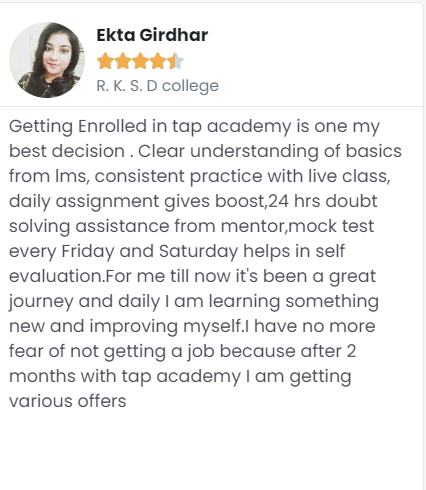 Ekta Girdhar
R. K. S. D college
Getting Enrolled in tap academy is one my
best decision . Clear understanding of basics
from lms, consistent practice with live class,
daily assignment gives boost,24 hrs doubt
solving assistance from mentor,mock test
every Friday and Saturday helps in self
evaluation.For me till now it's been a great
journey and daily I am learning something
new and improving myself.I have no more
fear of not getting a job because after 2
months with tap academy I am getting
various offers